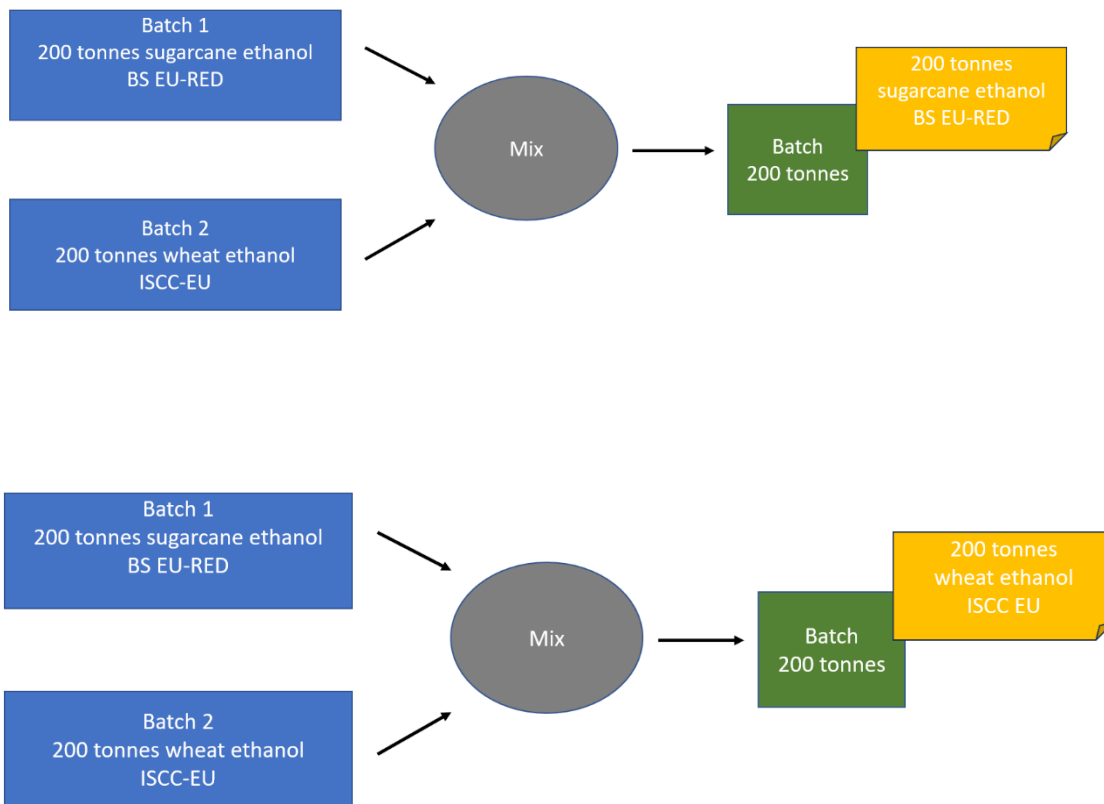 Batch 1
200 tonnes sugarcane ethanol
BS EU-RED
Batch 2
200 tonnes wheat ethanol
ISCC-EU
Mix
Batch
200 tonnes
200 tonnes
sugarcane ethanol
BS EU-RED
Batch 1
200 tonnes sugarcane ethanol
BS EU-RED
Batch 2
200 tonnes wheat ethanol
ISCC-EU
Mix
Batch
200 tonnes
200 tonnes
wheat ethanol
ISCC EU